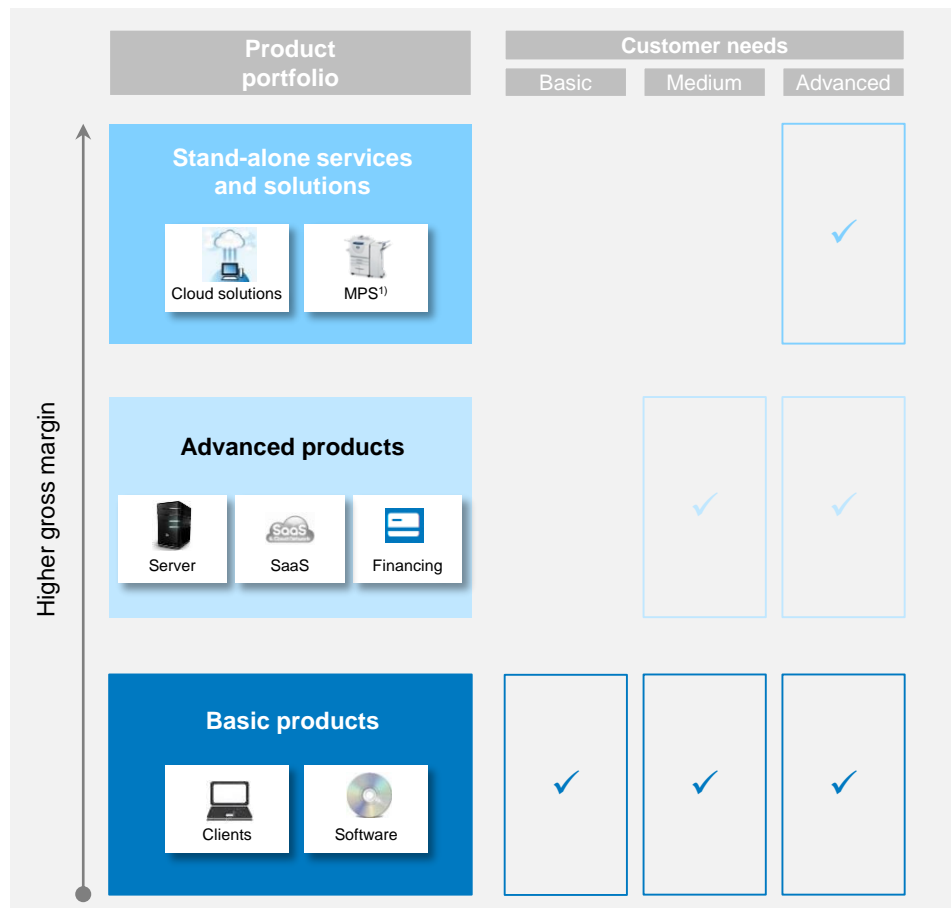 Product
portfolio
Customer needs
Basic
Medium
Advanced
Stand-alone services
and solutions
Cloud solutions
MPS1)
Higher gross margin
Advanced products
SaaS
Server
SaaS
Financing
Basic products
Clients
Software